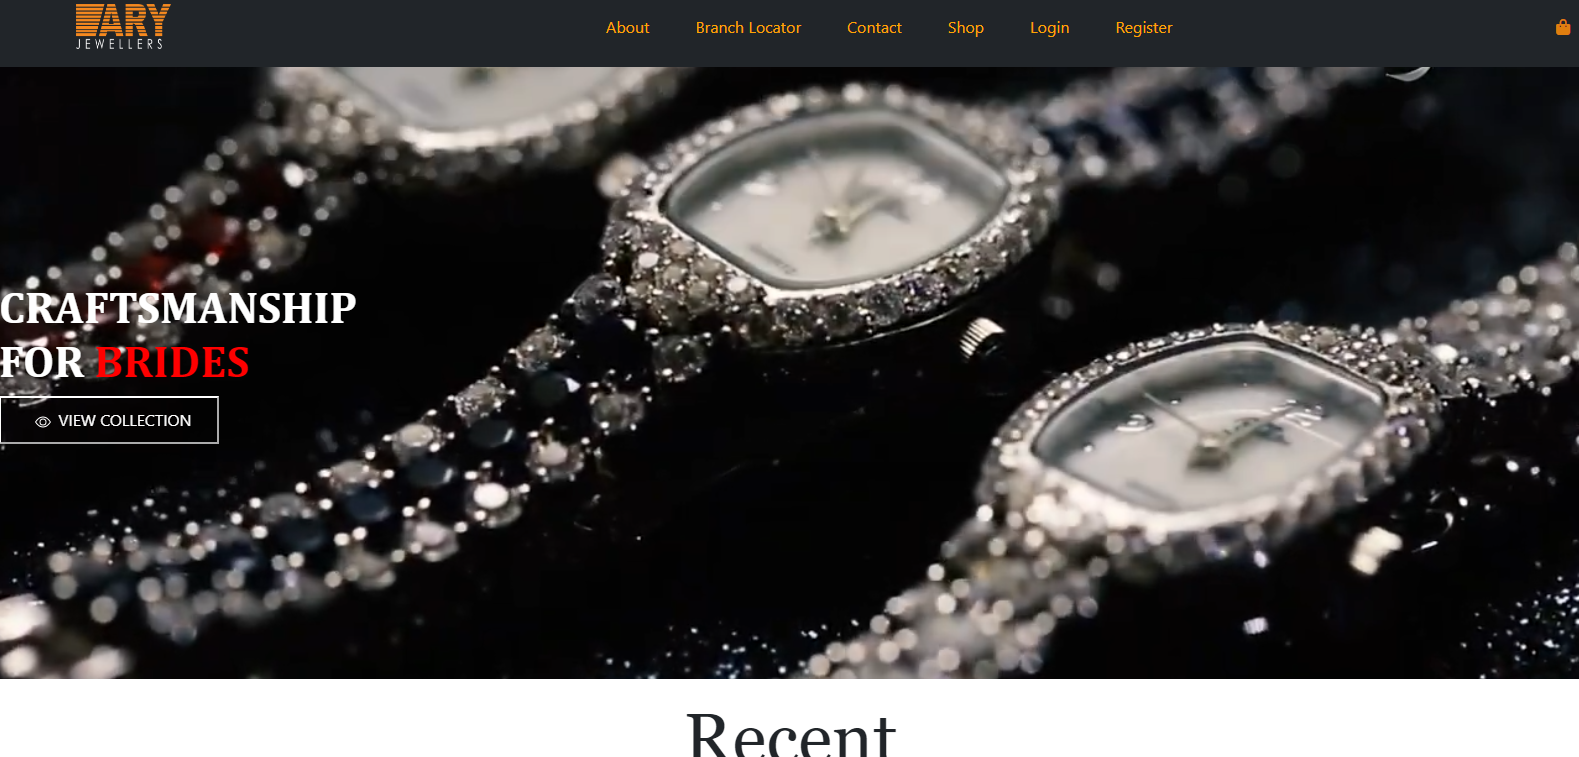 ARY
JEWELLERS
About
Branch Locator
Contact
Shop
Login
Register
CRAFTSMANSHIP
FOR BRIDES
VIEW COLLECTION
Recent